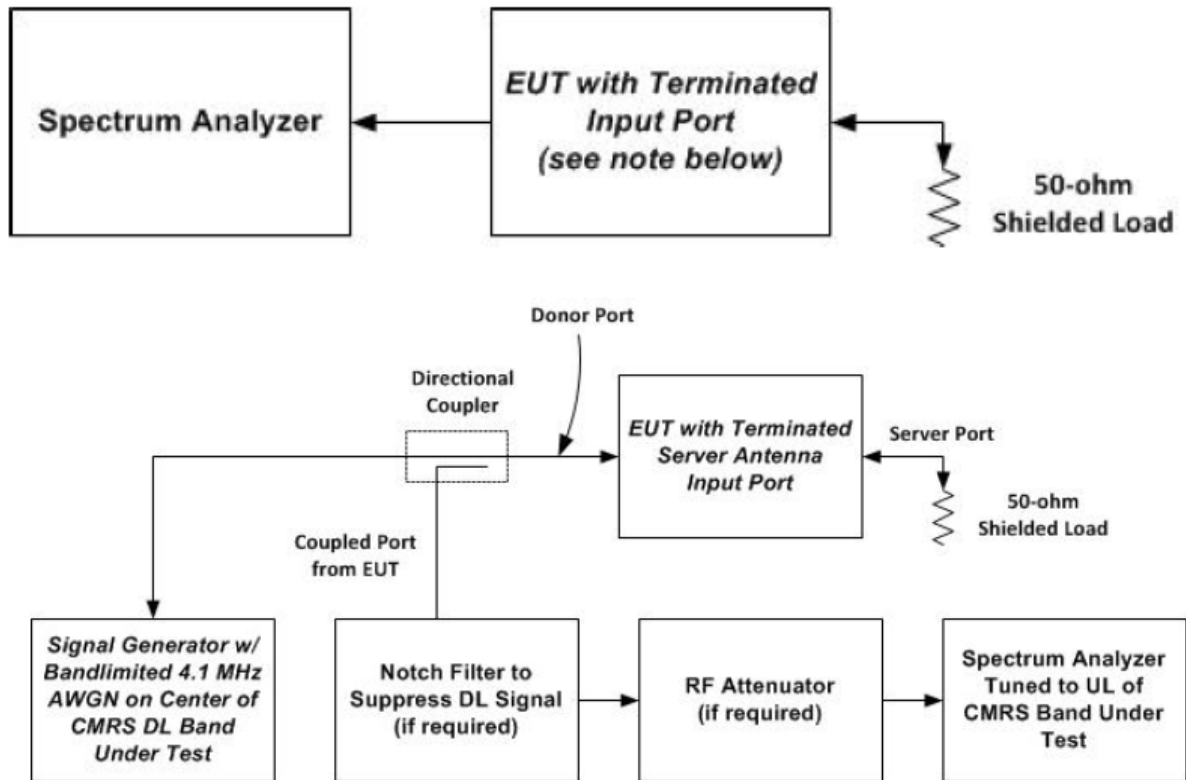 Spectrum Analyzer
EUT with Terminated
Input Port
(see note below)
50-ohm
Shielded Load
Donor Port
Directional
Coupler
EUT with Terminated
Server Antenna
Input Port
Server Port
50-ohm
Shielded Load
Coupled Port
from EUT
Signal Generator w/
Bandlimited 4.1 MHz
AWGN on Center of
CMRS DL Band
Under Test
Notch Filter to
Suppress DL Signal
(if required)
RF Attenuator
(if required)
Spectrum Analyzer
Tuned to UL of
CMRS Band Under
Test